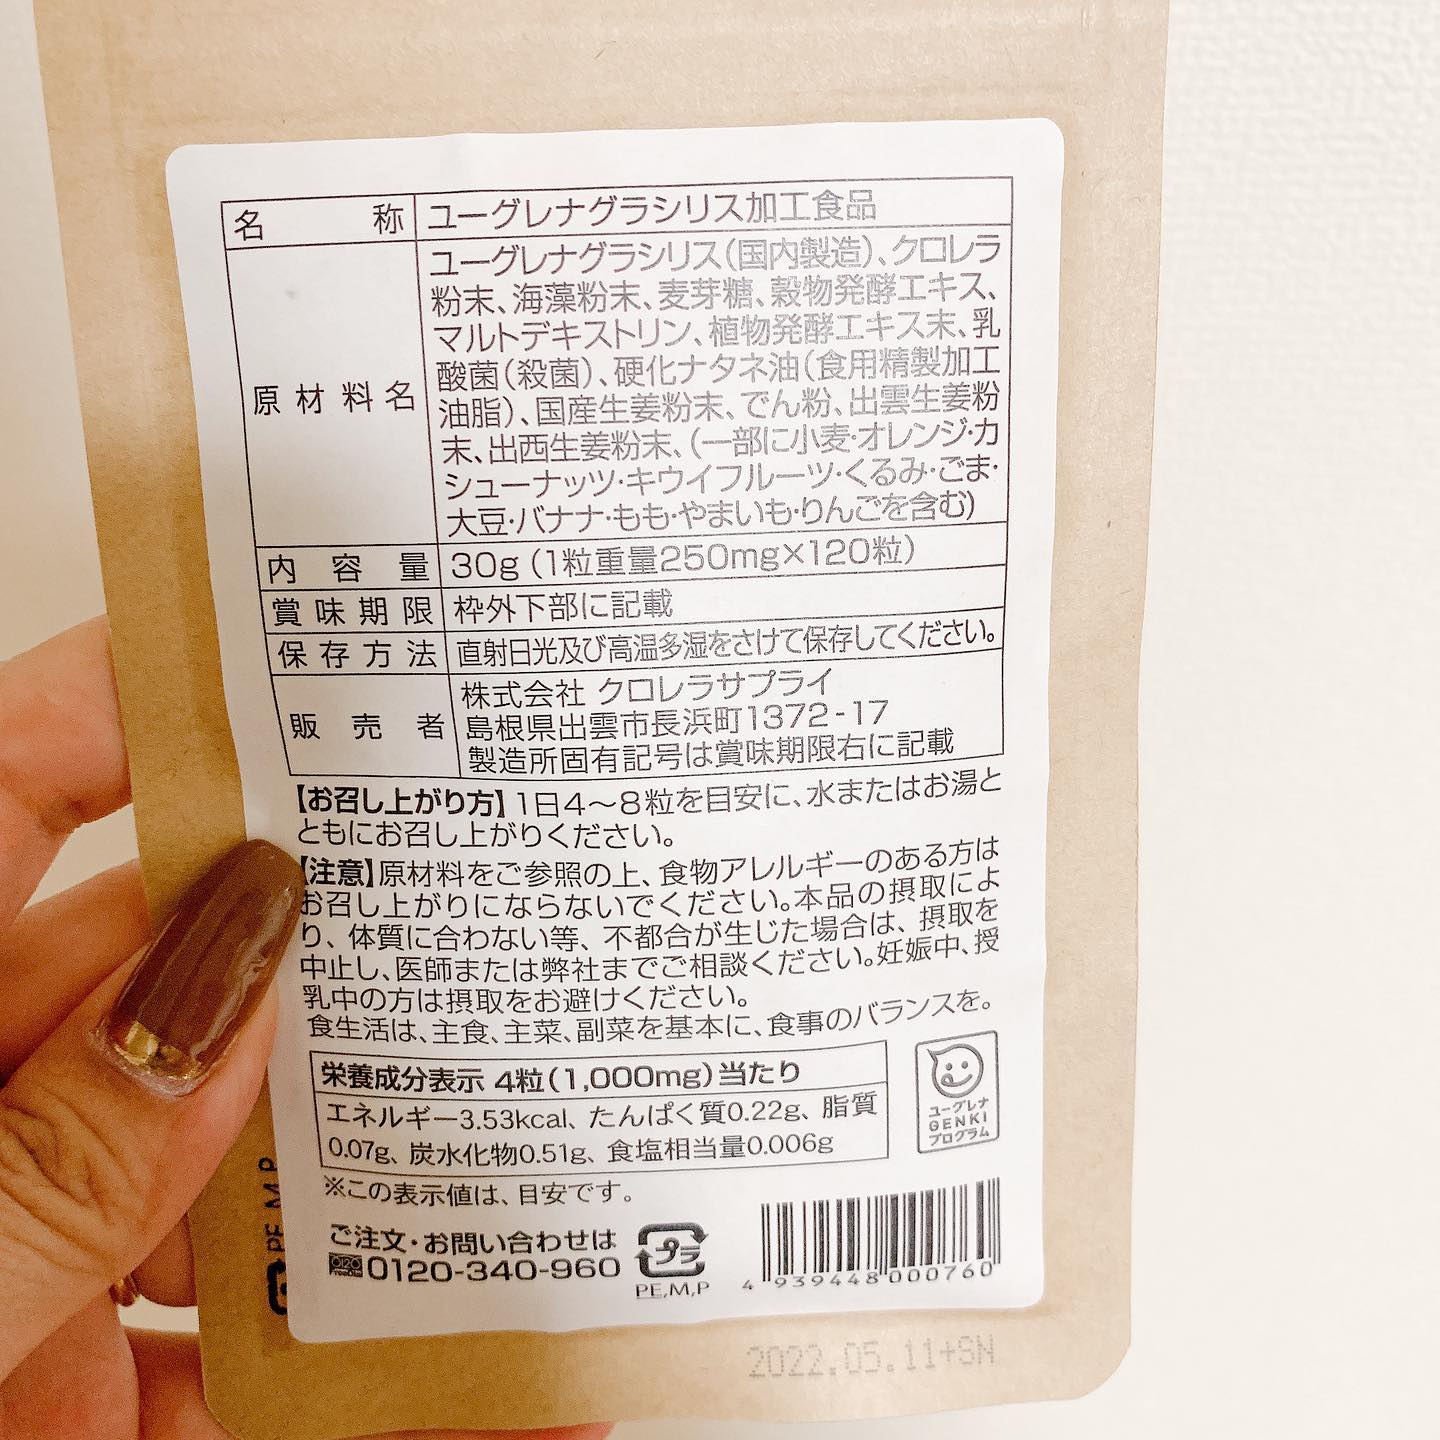 名称 ユーグレナグラシリス加工食品
原材料名 ユーグレナグラシリス(国内製造)、クロレラ
粉末、海藻粉末、麦芽糖、穀物発酵エキス、
マルトデキストリン、植物発酵エキス末、乳
酸菌(殺菌)、硬化ナタネ油(食用精製加工
油脂)、国産生姜粉末、でん粉、出雲生姜粉
末、出西生姜粉末、(一部に小麦・オレンジ・カ
シューナッツ・キウイフルーツ・くるみ・ごま・
大豆・バナナ・もも・やまいも・りんごを含む)
内容量 30g(1粒重量250mg×120粒)
賞味期限 枠外下部に記載
保存方法 直射日光及び高温多湿をさけて保存してください。
販売者 株式会社 クロレラサプライ
島根県出雲市長浜町1372-17
製造所固有記号は賞味期限右に記載
【お召し上がり方】1日4〜8粒を目安に、水またはお湯と
ともにお召し上がりください。
【注意】原材料をご参照の上、食物アレルギーのある方は
お召し上がりにならないでください。本品の摂取によ
り、体質に合わない等、不都合が生じた場合は、摂取を
中止し、医師または弊社までご相談ください。妊娠中、授
乳中の方は摂取をお避けください。
食生活は、主食、主菜、副菜を基本に、食事のバランスを。
栄養成分表示 4粒(1,000mg)当たり
エネルギー3.53kcal、たんぱく質0.22g、脂質
0.07g、炭水化物0.51g、食塩相当量0.006g
ユーグレナ
GENKI
プログラム
※この表示値は、目安です。
ご注文・お問い合わせは
0120-340-960
プラ
PE,M,P
4939448000760
PE,M,P
2022.05.11+SN